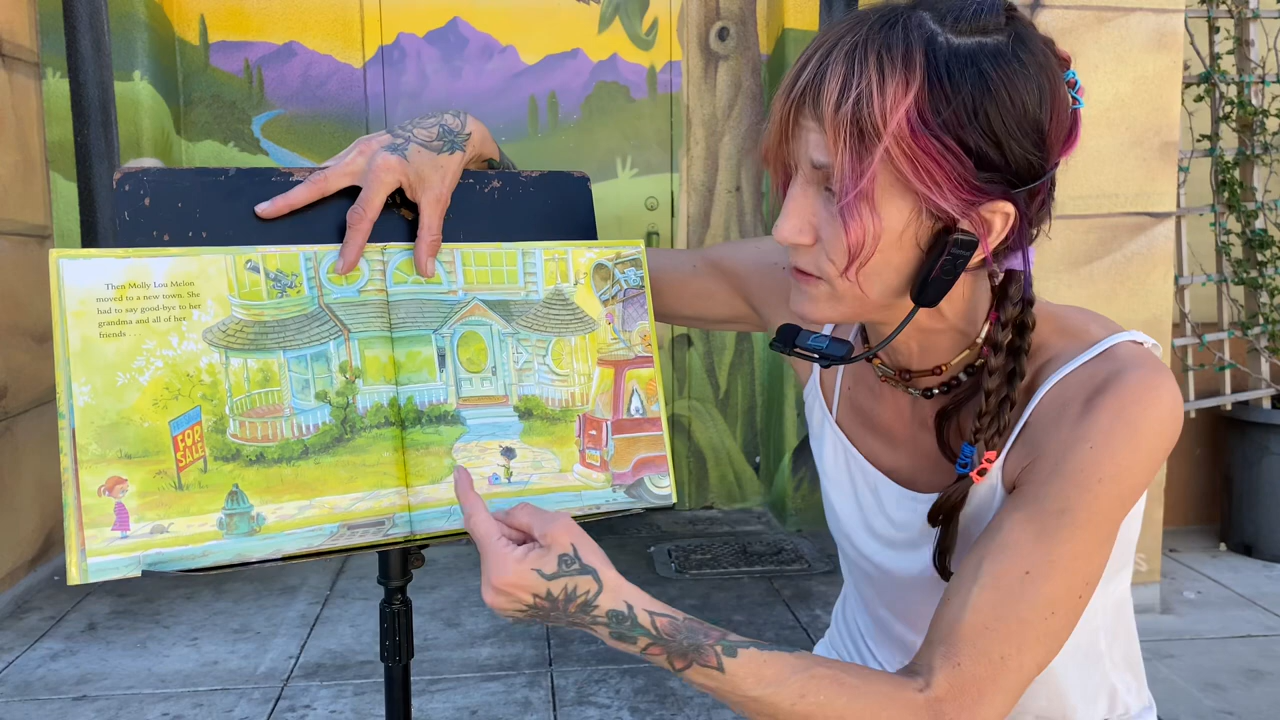 Then Molly Lou Melon
moved to a new town. She
had to say good-bye to her
grandma and all of her
friends . . .
FOR
SALE